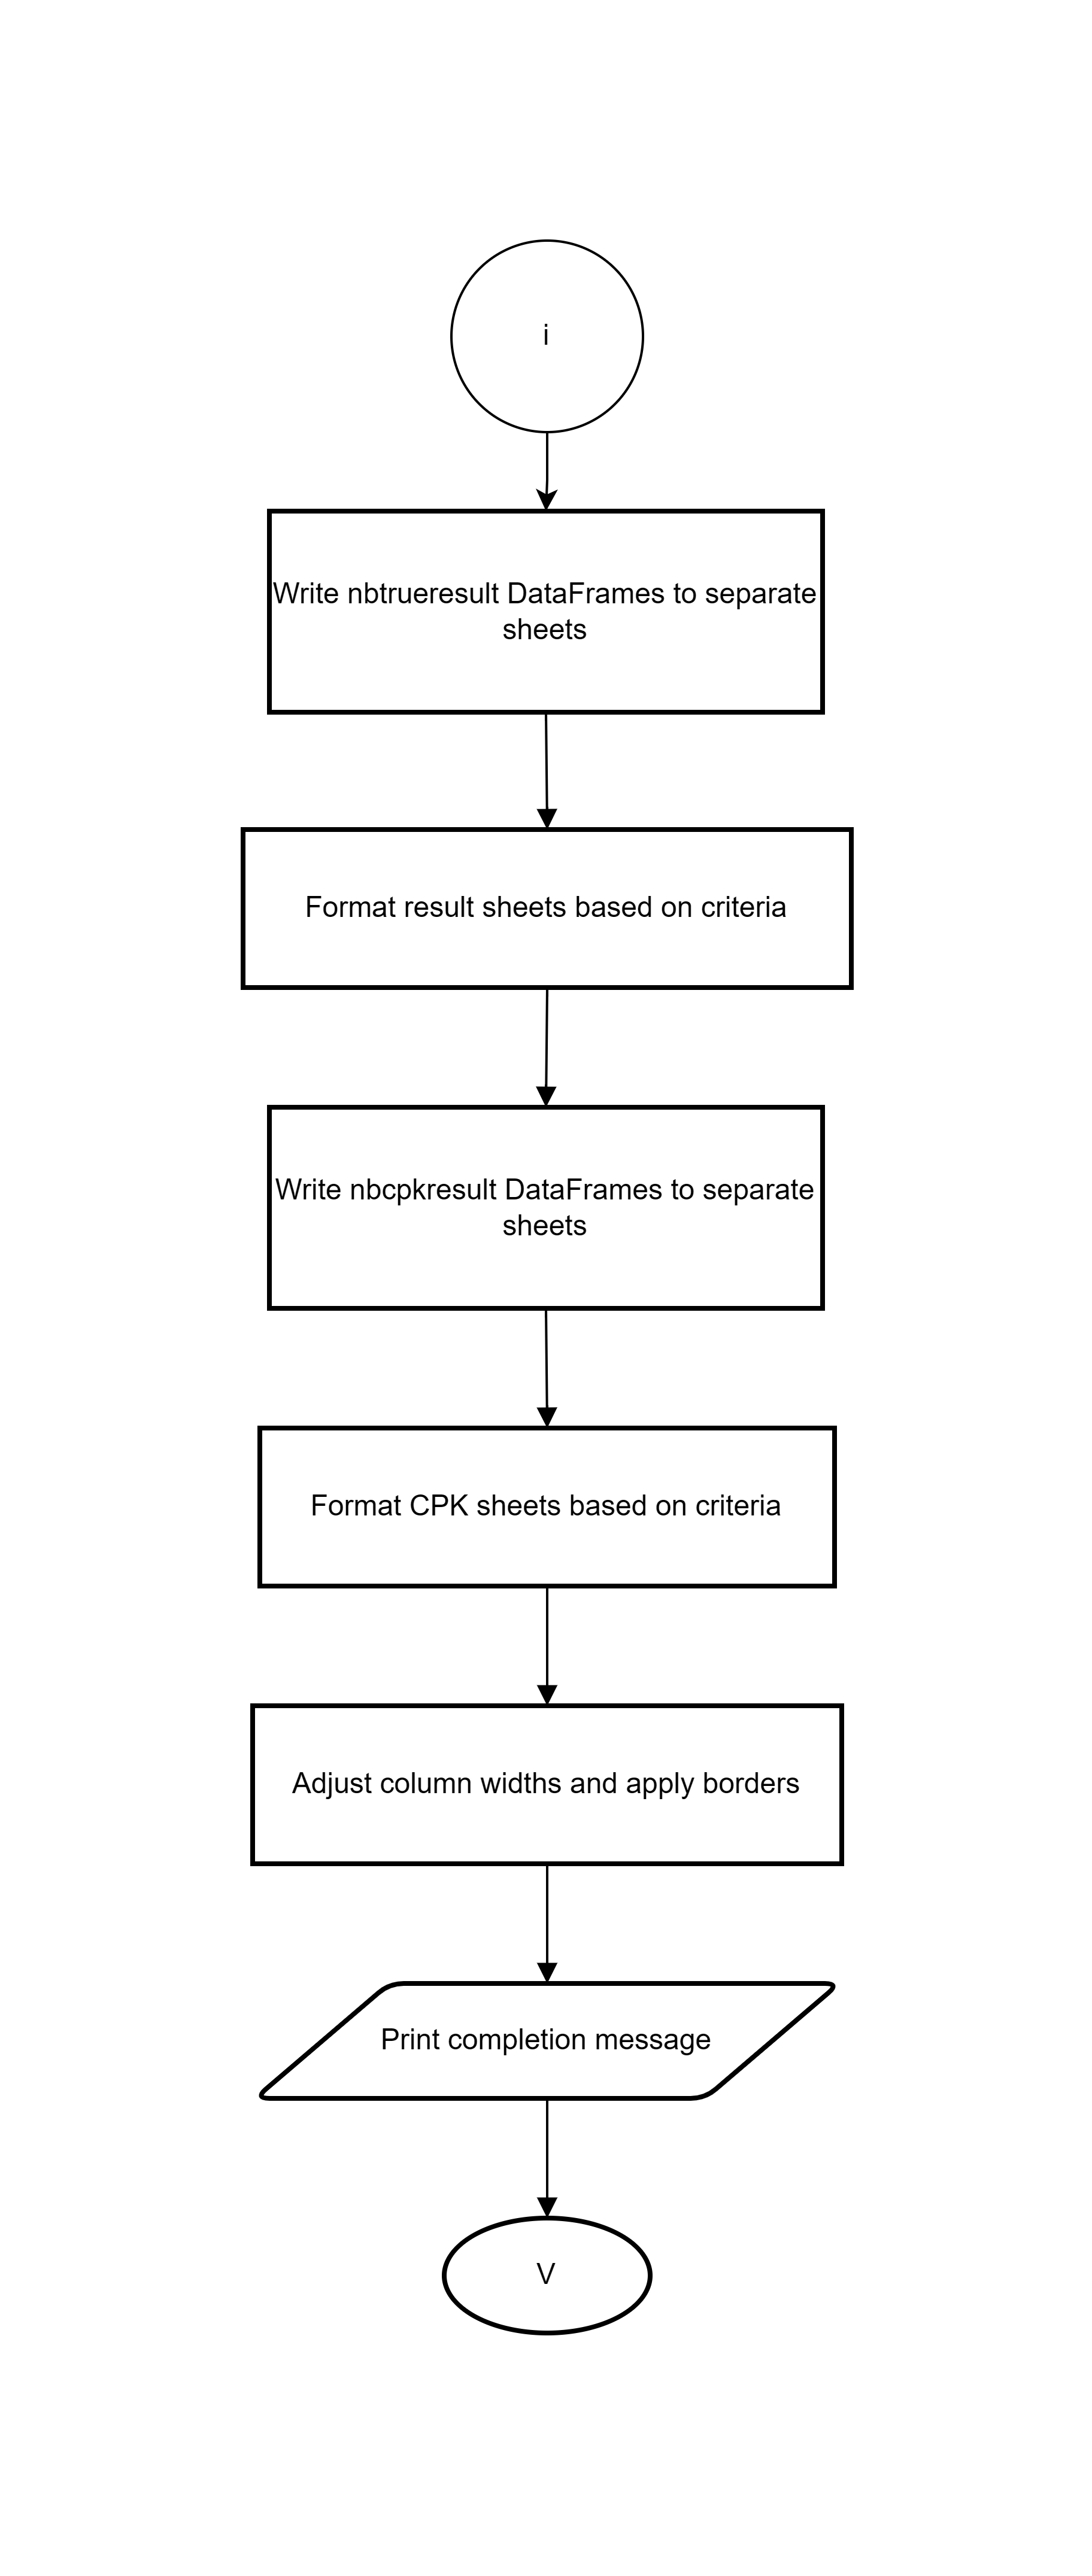 i
Write nbtrueresult DataFrames to separate
sheets
Format result sheets based on criteria
Write nbcpkresult DataFrames to separate
sheets
Format CPK sheets based on criteria
Adjust column widths and apply borders
Print completion message
V